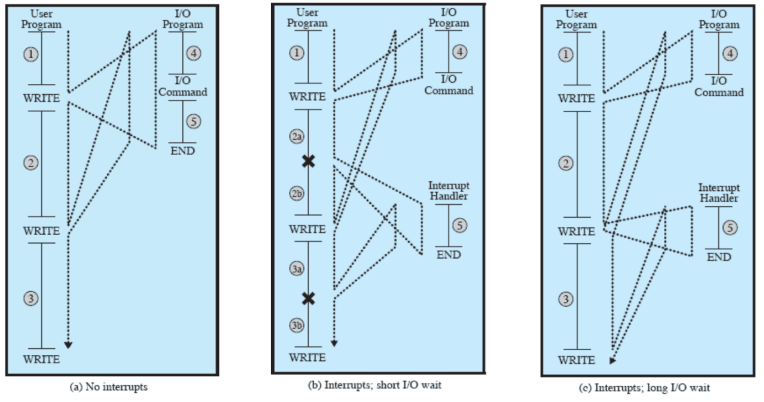 User
Program
I/O
Program
1
4
I/O
Command
WRITE
5
END
2
WRITE
3
WRITE
(a) No interrupts
User
Program
I/O
Program
1
4
WRITE
I/O
Command
2a
2b
Interrupt
Handler
WRITE
5
END
3a
3b
WRITE
(b) Interrupts; short I/O wait
User
Program
I/O
Program
1
4
WRITE
I/O
Command
2
Interrupt
Handler
WRITE
5
END
3
WRITE
(c) Interrupts; long I/O wait